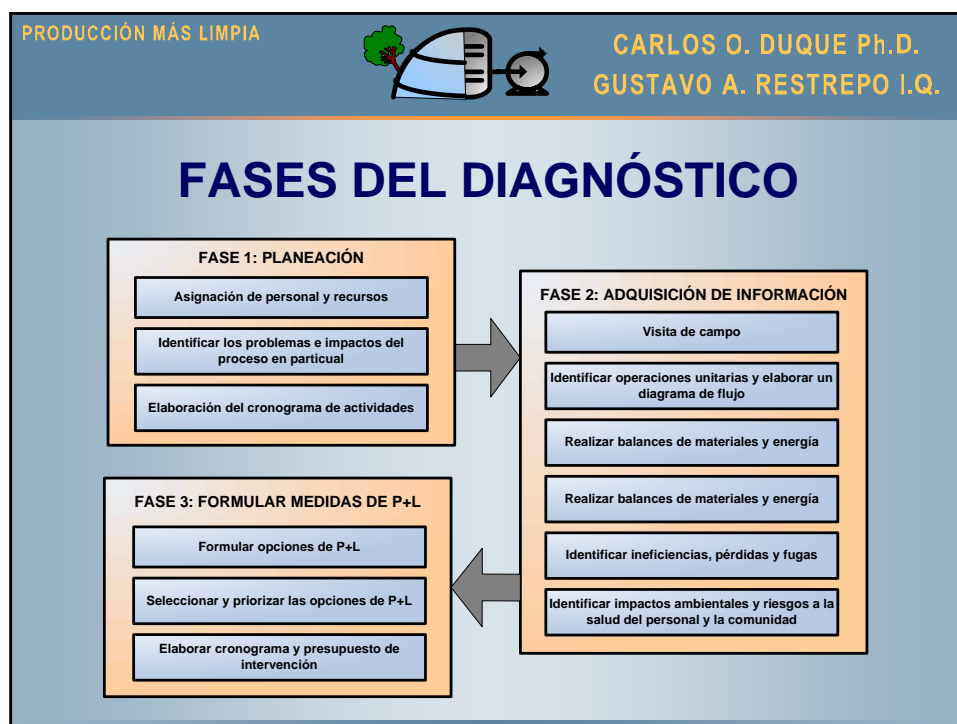 PRODUCCIÓN MÁS LIMPIA
CARLOS O. DUQUE Ph.D.
GUSTAVO A. RESTREPO I.Q.
FASES DEL DIAGNÓSTICO
FASE 1: PLANEACIÓN
Asignación de personal y recursos
Identificar los problemas e impactos del
proceso en particual
Elaboración del cronograma de actividades
FASE 2: ADQUISICIÓN DE INFORMACIÓN
Visita de campo
Identificar operaciones unitarias y elaborar un
diagrama de flujo
Realizar balances de materiales y energía
Realizar balances de materiales y energía
Identificar ineficiencias, pérdidas y fugas
Identificar impactos ambientales y riesgos a la
salud del personal y la comunidad
FASE 3: FORMULAR MEDIDAS DE P+L
Formular opciones de P+L
Seleccionar y priorizar las opciones de P+L
Elaborar cronograma y presupuesto de
intervención